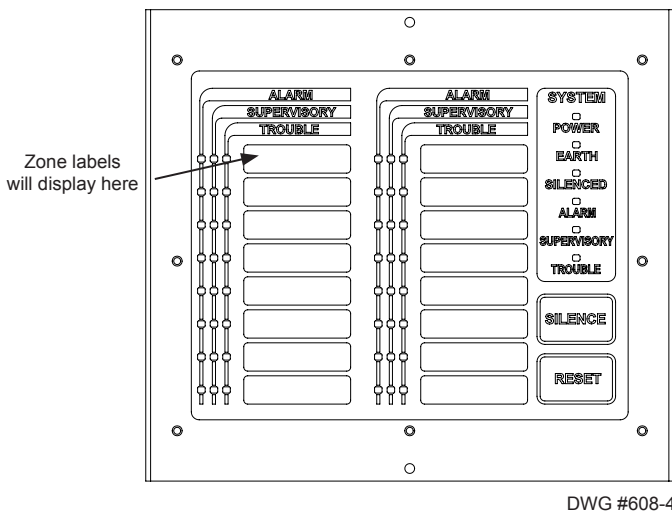 ALARM
SUPERVISORY
TROUBLE
ALARM
SUPERVISORY
TROUBLE
SYSTEM
POWER
EARTH
SILENCED
ALARM
SUPERVISORY
TROUBLE
SILENCE
RESET
Zone labels
will display here
DWG #608-4